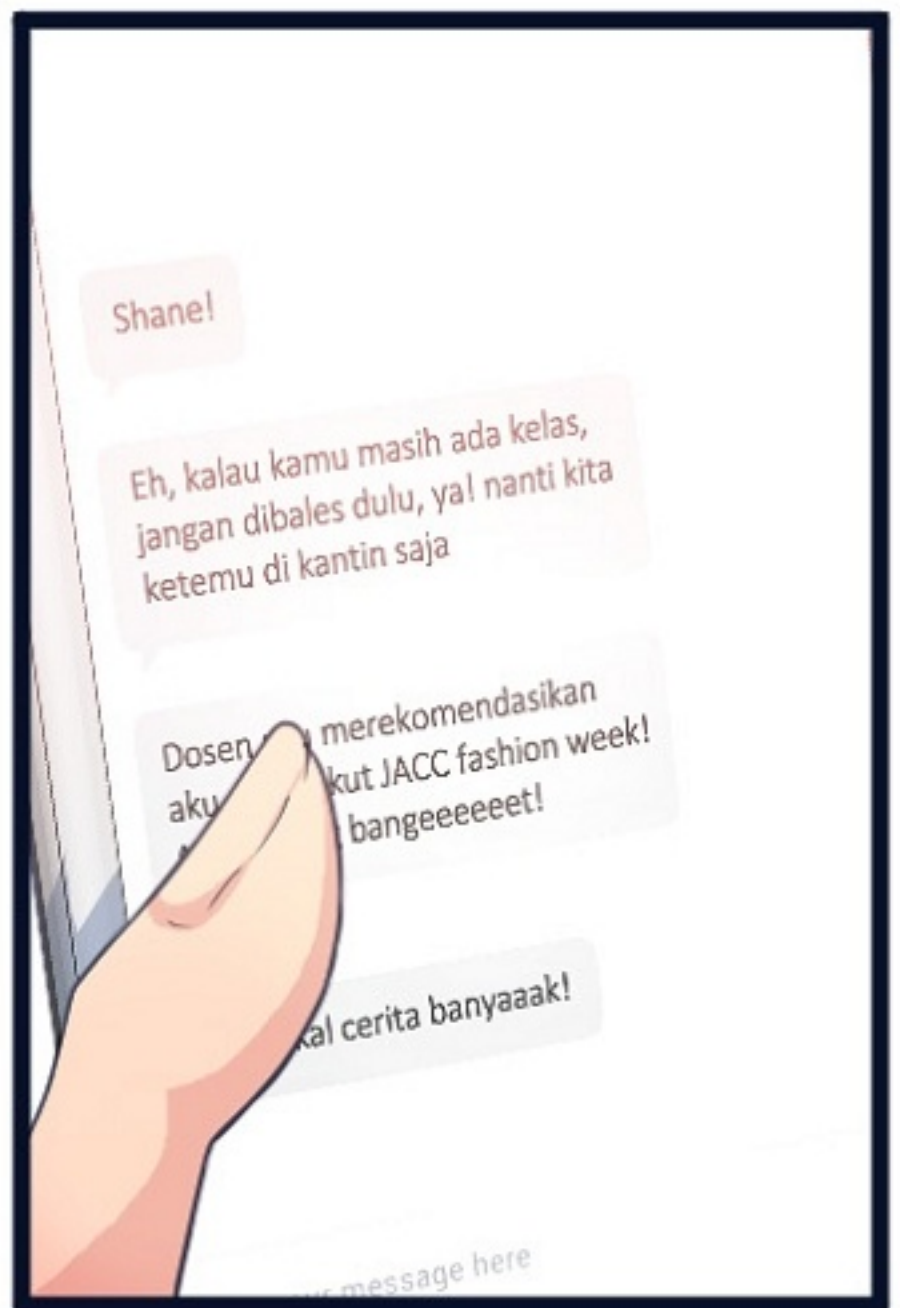 Shane!
Eh, kalau kamu masih ada kelas,
jangan dibales dulu, ya! nanti kita
ketemu di kantin saja
Dosen merekomendasikan
aku kut JACC fashion week!
bangeeeeeet!
kal cerita banyaaak!
message here